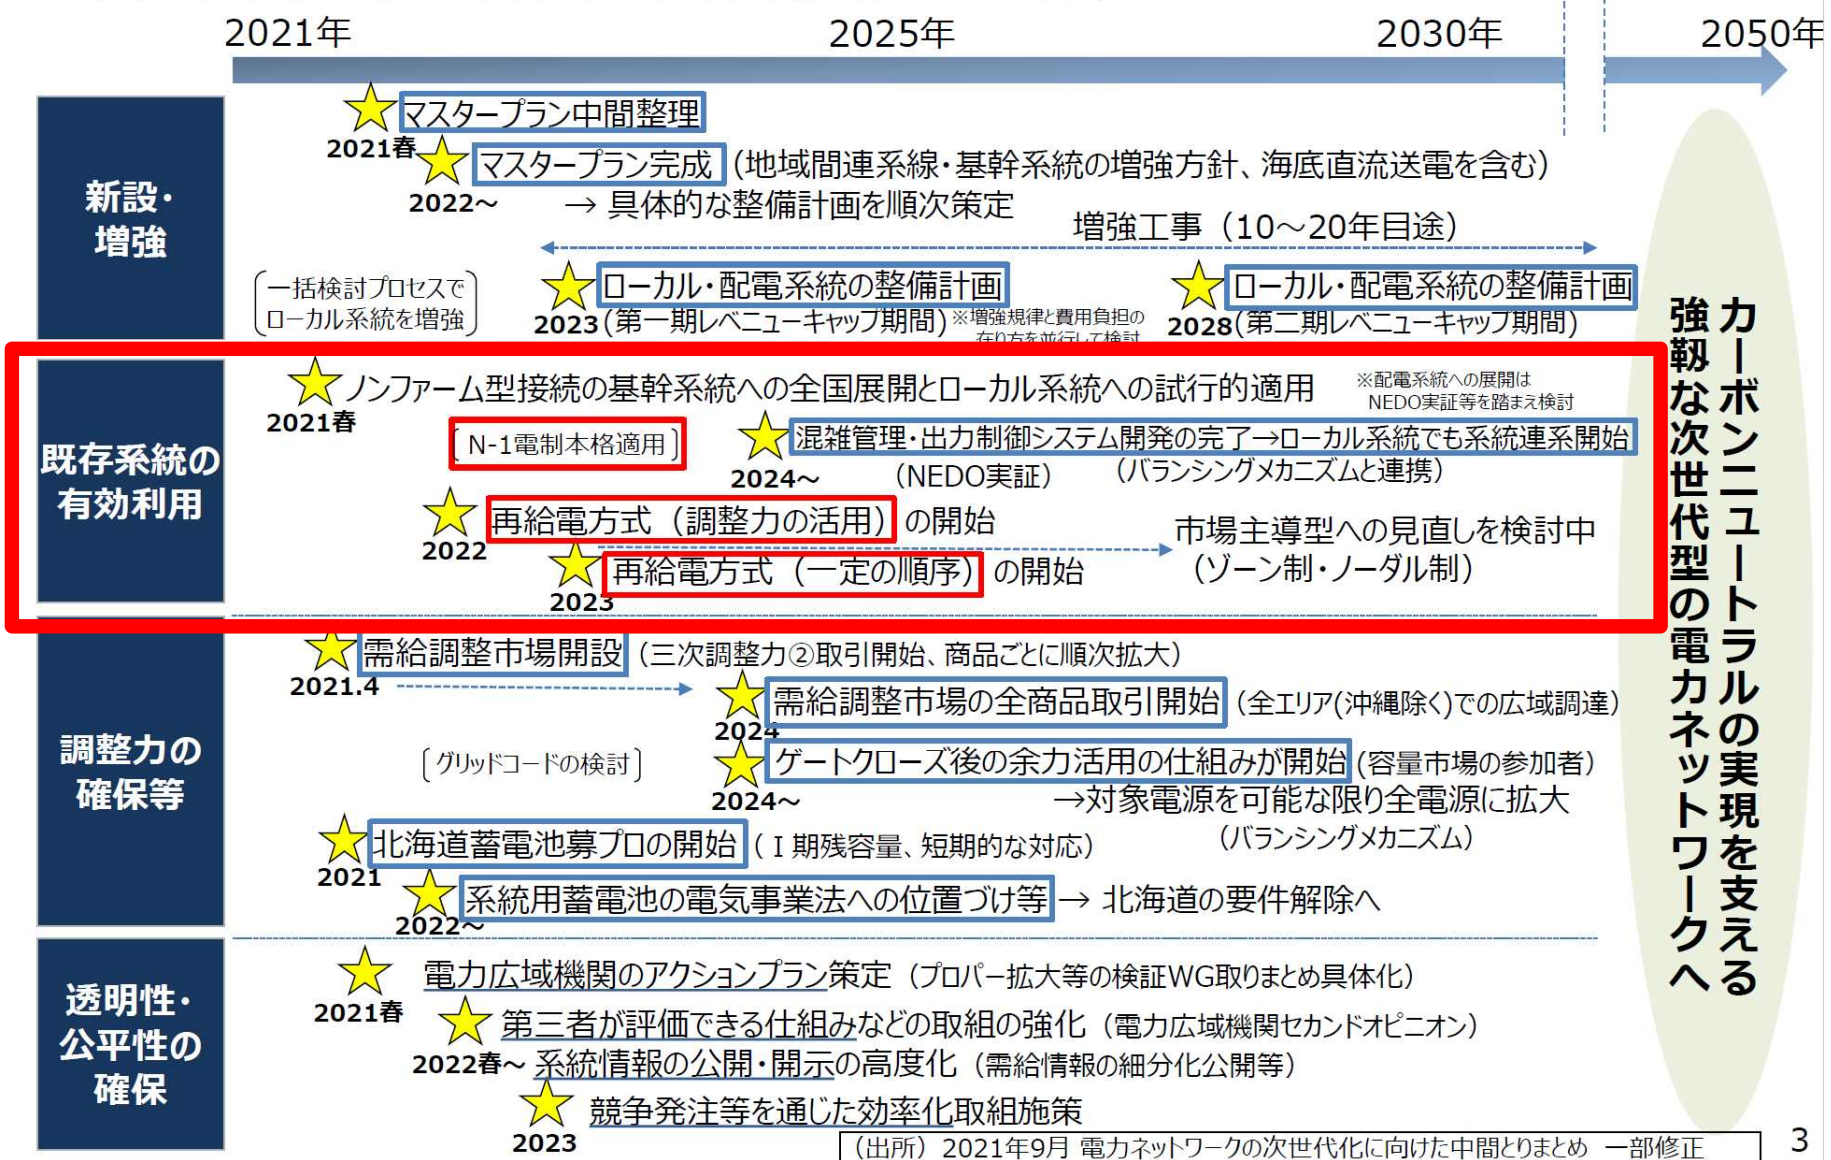 2021年
2025年
2030年
2050年
新設・
増強
マスタープラン中間整理
2021春
マスタープラン完成（地域間連系線・基幹系統の増強方針、海底直流送電を含む）
2022～
→ 具体的な整備計画を順次策定
増強工事（10～20年目途）
一括検討プロセスで
ローカル系統を増強
ローカル・配電系統の整備計画
2023（第一期レベニューキャップ期間）
※増強規律と費用負担の
在り方を並行して検討
ローカル・配電系統の整備計画
2028（第二期レベニューキャップ期間）
既存系統の
有効利用
ノンファーム型接続の基幹系統への全国展開とローカル系統への試行的適用
2021春
※配電系統への展開は
NEDO実証等を踏まえ検討
〔 N-1電制本格適用 〕
混雑管理・出力制御システム開発の完了→ローカル系統でも系統連系開始
2024～
（NEDO実証）
（バランシングメカニズムと連携）
再給電方式（調整力の活用）の開始
2022
再給電方式（一定の順序）の開始
2023
市場主導型への見直しを検討中
（ゾーン制・ノーダル制）
調整力の
確保等
需給調整市場開設（三次調整力②取引開始、商品ごとに順次拡大）
2021.4
需給調整市場の全商品取引開始（全エリア(沖縄除く)での広域調達）
2024
〔グリッドコードの検討〕
ゲートクローズ後の余力活用の仕組みが開始（容量市場の参加者）
2024～
→対象電源を可能な限り全電源に拡大
（バランシングメカニズム）
北海道蓄電池募プロの開始（Ⅰ期残容量、短期的な対応）
2021
系統用蓄電池の電気事業法への位置づけ等→ 北海道の要件解除へ
2022～
透明性・
公平性の
確保
電力広域機関のアクションプラン策定（プロパー拡大等の検証WG取りまとめ具体化）
2021春
第三者が評価できる仕組みなどの取組の強化（電力広域機関セカンドオピニオン）
2022春～
系統情報の公開・開示の高度化（需給情報の細分化公開等）
競争発注等を通じた効率化取組施策
2023
カーボンニュートラルの実現を支える
強靱な次世代型の電力ネットワークへ
（出所）2021年9月 電力ネットワークの次世代化に向けた中間とりまとめ 一部修正
3